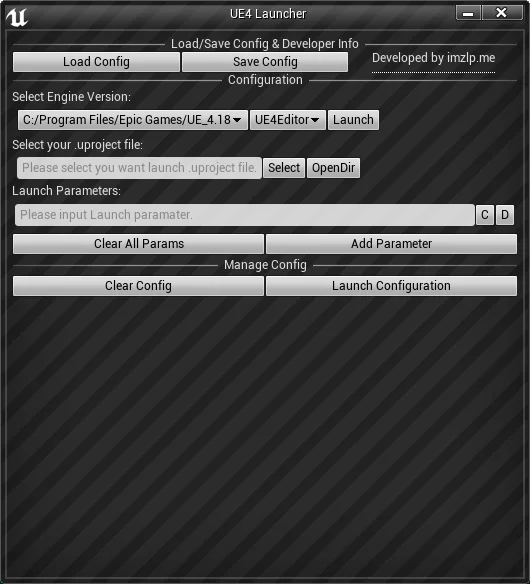 UE4 Launcher
Load/Save Config & Developer Info
Load Config Save Config Developed by imzlp.me
Configuration
Select Engine Version:
C:/Program Files/Epic Games/UE_4.18 UE4Editor Launch
Select your .uproject file:
Please select you want launch .uproject file. Select OpenDir
Launch Parameters:
Please input Launch paramater. C D
Clear All Params Add Parameter
Manage Config
Clear Config Launch Configuration